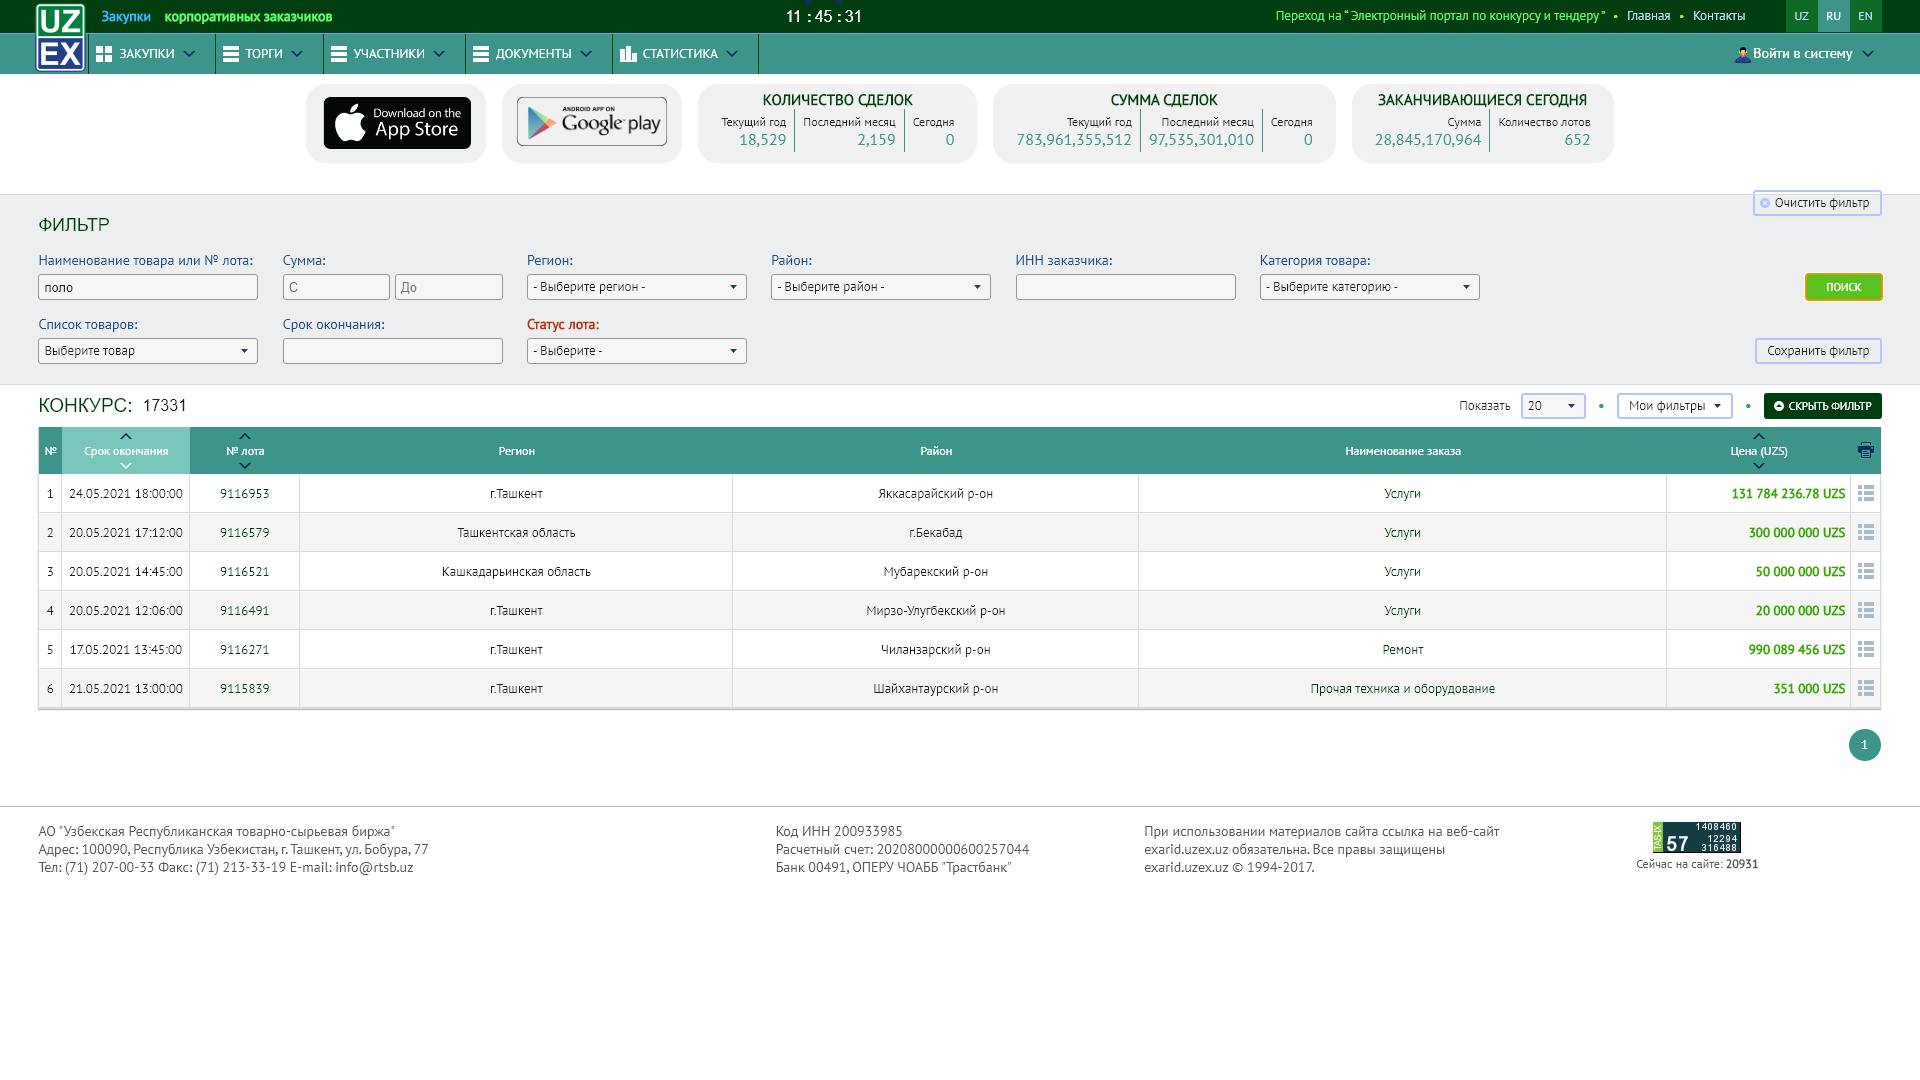 UZ
EX
Закупки корпоративных заказчиков
11 : 45 : 31
Переход на “ Электронный портал по конкурсу и тендеру ” • Главная • Контакты
UZ RU EN
ЗАКУПКИ ТОРГИ УЧАСТНИКИ ДОКУМЕНТЫ СТАТИСТИКА
Войти в систему
Download on the
App Store
ANDROID APP ON
Google play
КОЛИЧЕСТВО СДЕЛОК
Текущий год Последний месяц Сегодня
18,529 2,159 0
СУММА СДЕЛОК
Текущий год Последний месяц Сегодня
783,961,355,512 97,535,301,010 0
ЗАКАНЧИВАЮЩИЕСЯ СЕГОДНЯ
Сумма Количество лотов
28,845,170,964 652
Очистить фильтр
ФИЛЬТР
Наименование товара или № лота: Сумма: Регион: Район: ИНН заказчика: Категория товара:
поло С До - Выберите регион - - Выберите район - - Выберите категорию - ПОИСК
Список товаров: Срок окончания: Статус лота:
Выберите товар - Выберите - Сохранить фильтр
КОНКУРС: 17331
Показать 20 • Мои фильтры • СКРЫТЬ ФИЛЬТР
№ Срок окончания № лота Регион Район Наименование заказа Цена (UZS)
1 24.05.2021 18:00:00 9116953 г.Ташкент Яккасарайский р-он Услуги 131 784 236.78 UZS
2 20.05.2021 17:12:00 9116579 Ташкентская область г.Бекабад Услуги 300 000 000 UZS
3 20.05.2021 14:45:00 9116521 Кашкадарьинская область Мубарекский р-он Услуги 50 000 000 UZS
4 20.05.2021 12:06:00 9116491 г.Ташкент Мирзо-Улугбекский р-он Услуги 20 000 000 UZS
5 17.05.2021 13:45:00 9116271 г.Ташкент Чиланзарский р-он Ремонт 990 089 456 UZS
6 21.05.2021 13:00:00 9115839 г.Ташкент Шайхантаурский р-он Прочая техника и оборудование 351 000 UZS
1
АО "Узбекская Республиканская товарно-сырьевая биржа"
Адрес: 100090, Республика Узбекистан, г. Ташкент, ул. Бобура, 77
Тел: (71) 207-00-33 Факс: (71) 213-33-19 E-mail: info@rtsb.uz
Код ИНН 200933985
Расчетный счет: 20208000000600257044
Банк 00491, ОПЕРУ ЧОАББ "Трастбанк"
При использовании материалов сайта ссылка на веб-сайт
exarid.uzex.uz обязательна. Все правы защищены
exarid.uzex.uz © 1994-2017.
TAS-IX
57
1408460
12294
316488
Сейчас на сайте: 20931